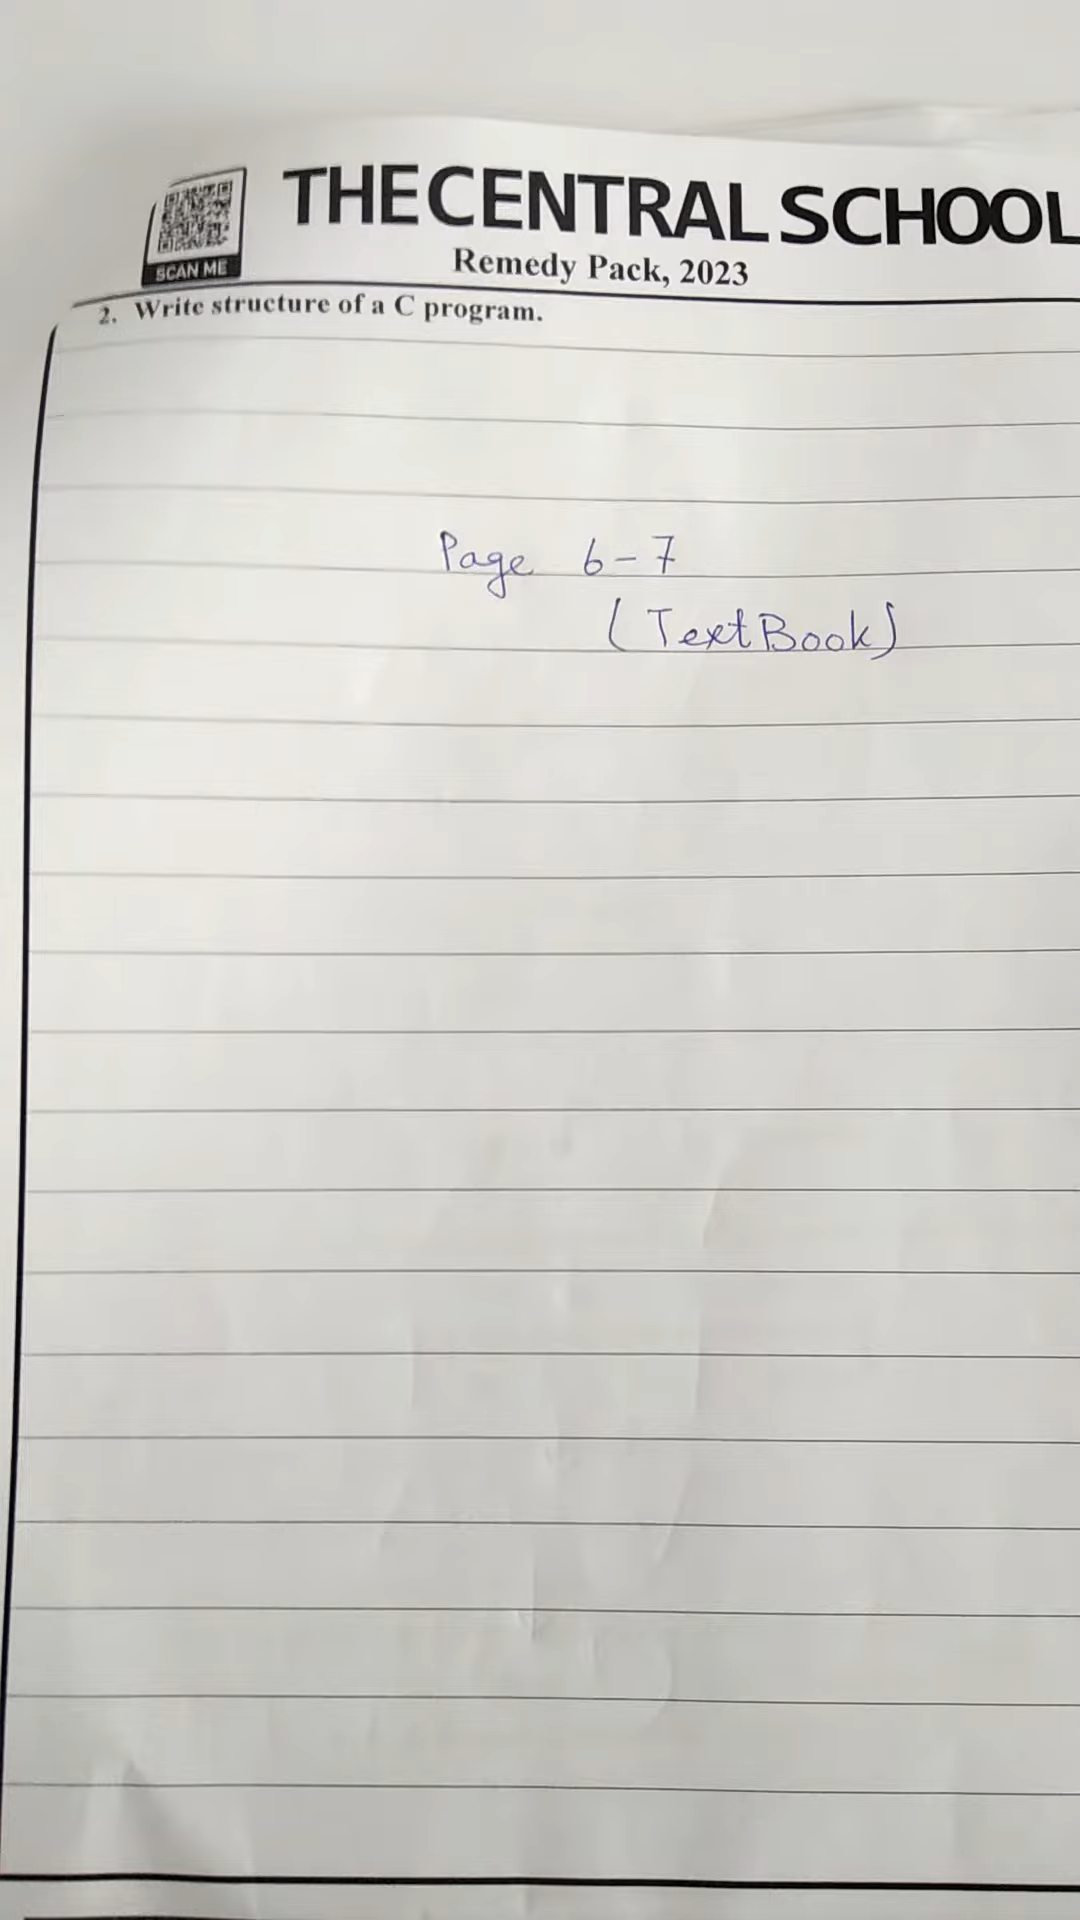 THE CENTRAL SCHOOL
SCAN ME
Remedy Pack, 2023
2. Write structure of a C program.
Page 6-7
(TextBook)